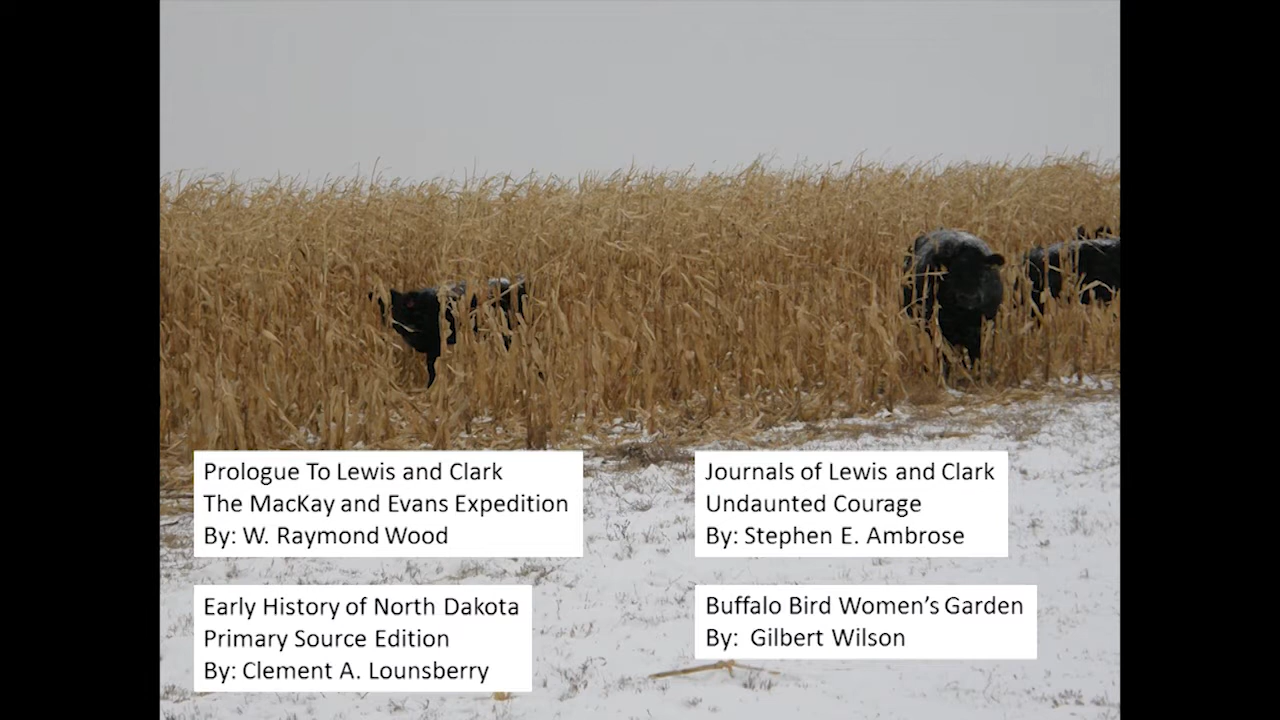 Prologue To Lewis and Clark
The MacKay and Evans Expedition
By: W. Raymond Wood
Journals of Lewis and Clark
Undaunted Courage
By: Stephen E. Ambrose
Early History of North Dakota
Primary Source Edition
By: Clement A. Lounsberry
Buffalo Bird Women’s Garden
By:  Gilbert Wilson